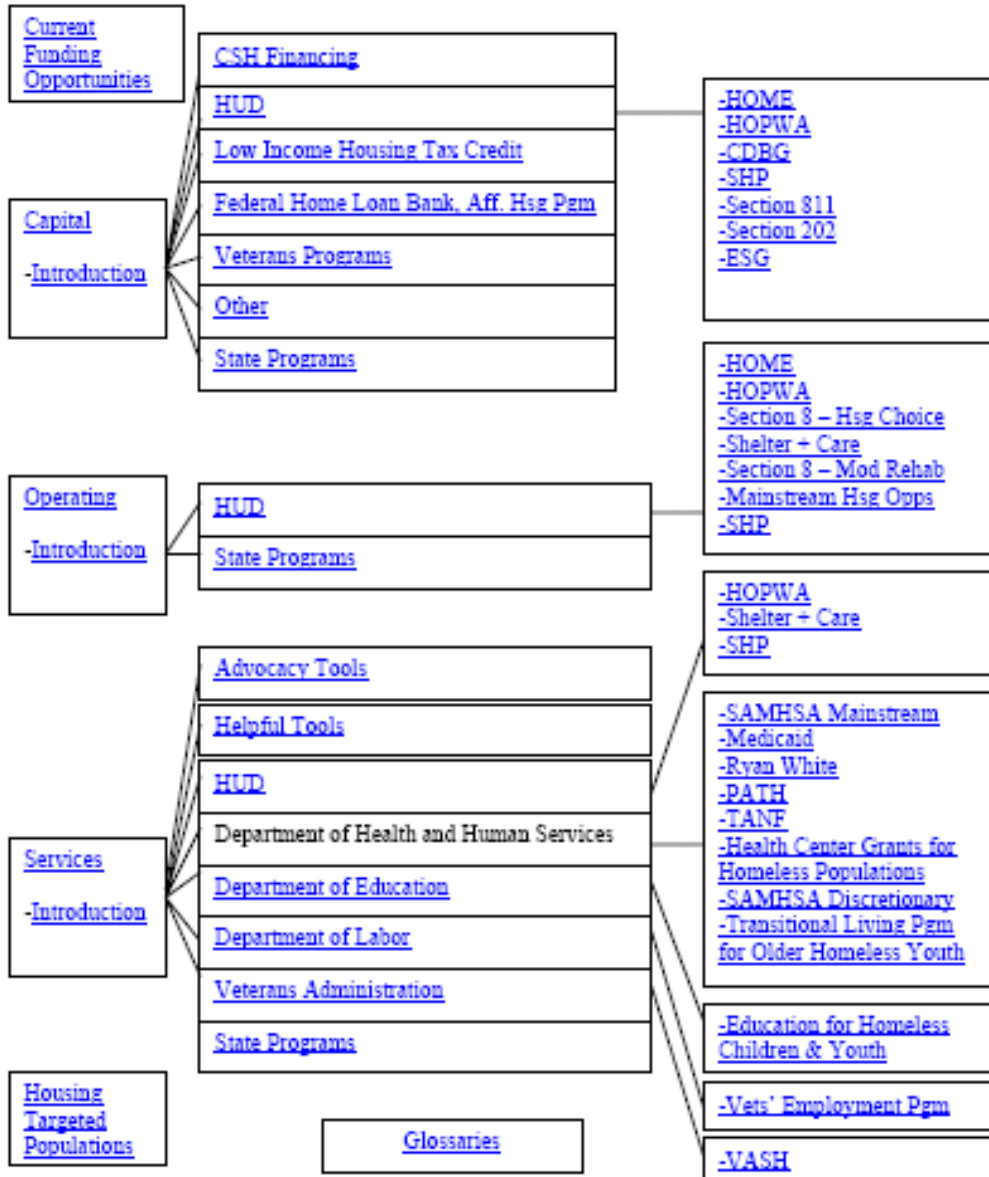 Current
Funding
Opportunities
CSH Financing
HUD
Low Income Housing Tax Credit
Federal Home Loan Bank, Aff. Hsg Pgm
Veterans Programs
Other
State Programs
Capital
-Introduction
-HOME
-HOPWA
-CDBG
-SHP
-Section 811
-Section 202
-ESG
Operating
-Introduction
HUD
State Programs
-HOME
-HOPWA
-Section 8 – Hsg Choice
-Shelter + Care
-Section 8 – Mod Rehab
-Mainstream Hsg Opps
-SHP
Services
-Introduction
Advocacy Tools
Helpful Tools
HUD
Department of Health and Human Services
Department of Education
Department of Labor
Veterans Administration
State Programs
-HOPWA
-Shelter + Care
-SHP
-SAMHSA Mainstream
-Medicaid
-Ryan White
-PATH
-TANF
-Health Center Grants for
Homeless Populations
-SAMHSA Discretionary
-Transitional Living Pgm
for Older Homeless Youth
-Education for Homeless
Children & Youth
-Vets' Employment Pgm
-VASH
Housing
Targeted
Populations
Glossaries